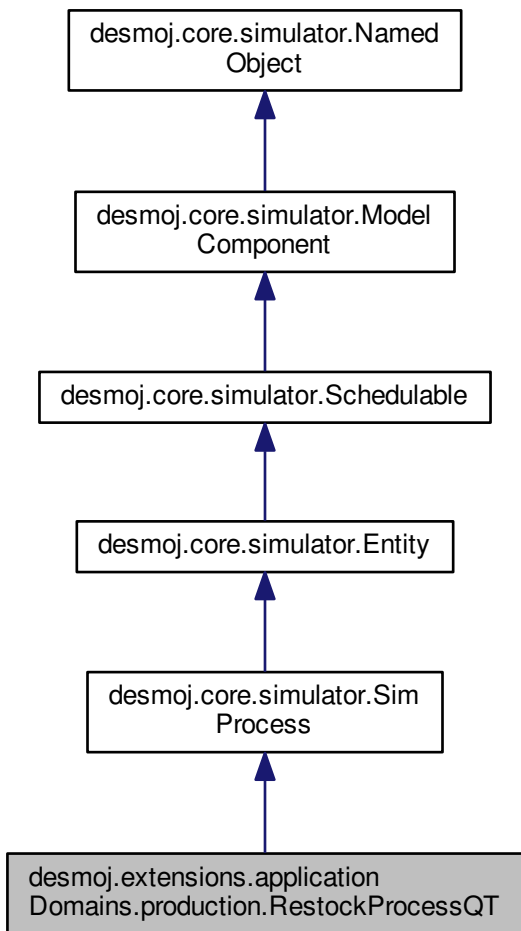 desmoj.core.simulator.Named
Object
desmoj.core.simulator.Model
Component
desmoj.core.simulator.Schedulable
desmoj.core.simulator.Entity
desmoj.core.simulator.Sim
Process
desmoj.extensions.application
Domains.production.RestockProcessQT